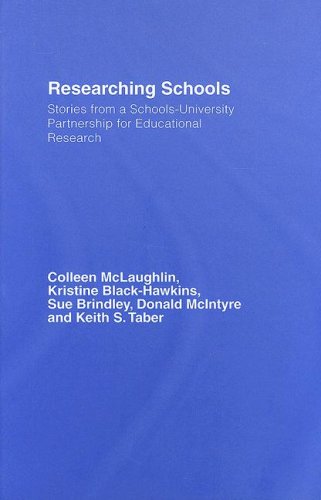 Researching Schools
Stories from a Schools-University
Partnership for Educational
Research
Colleen McLaughlin,
Kristine Black-Hawkins,
Sue Brindley, Donald McIntyre
and Keith S. Taber